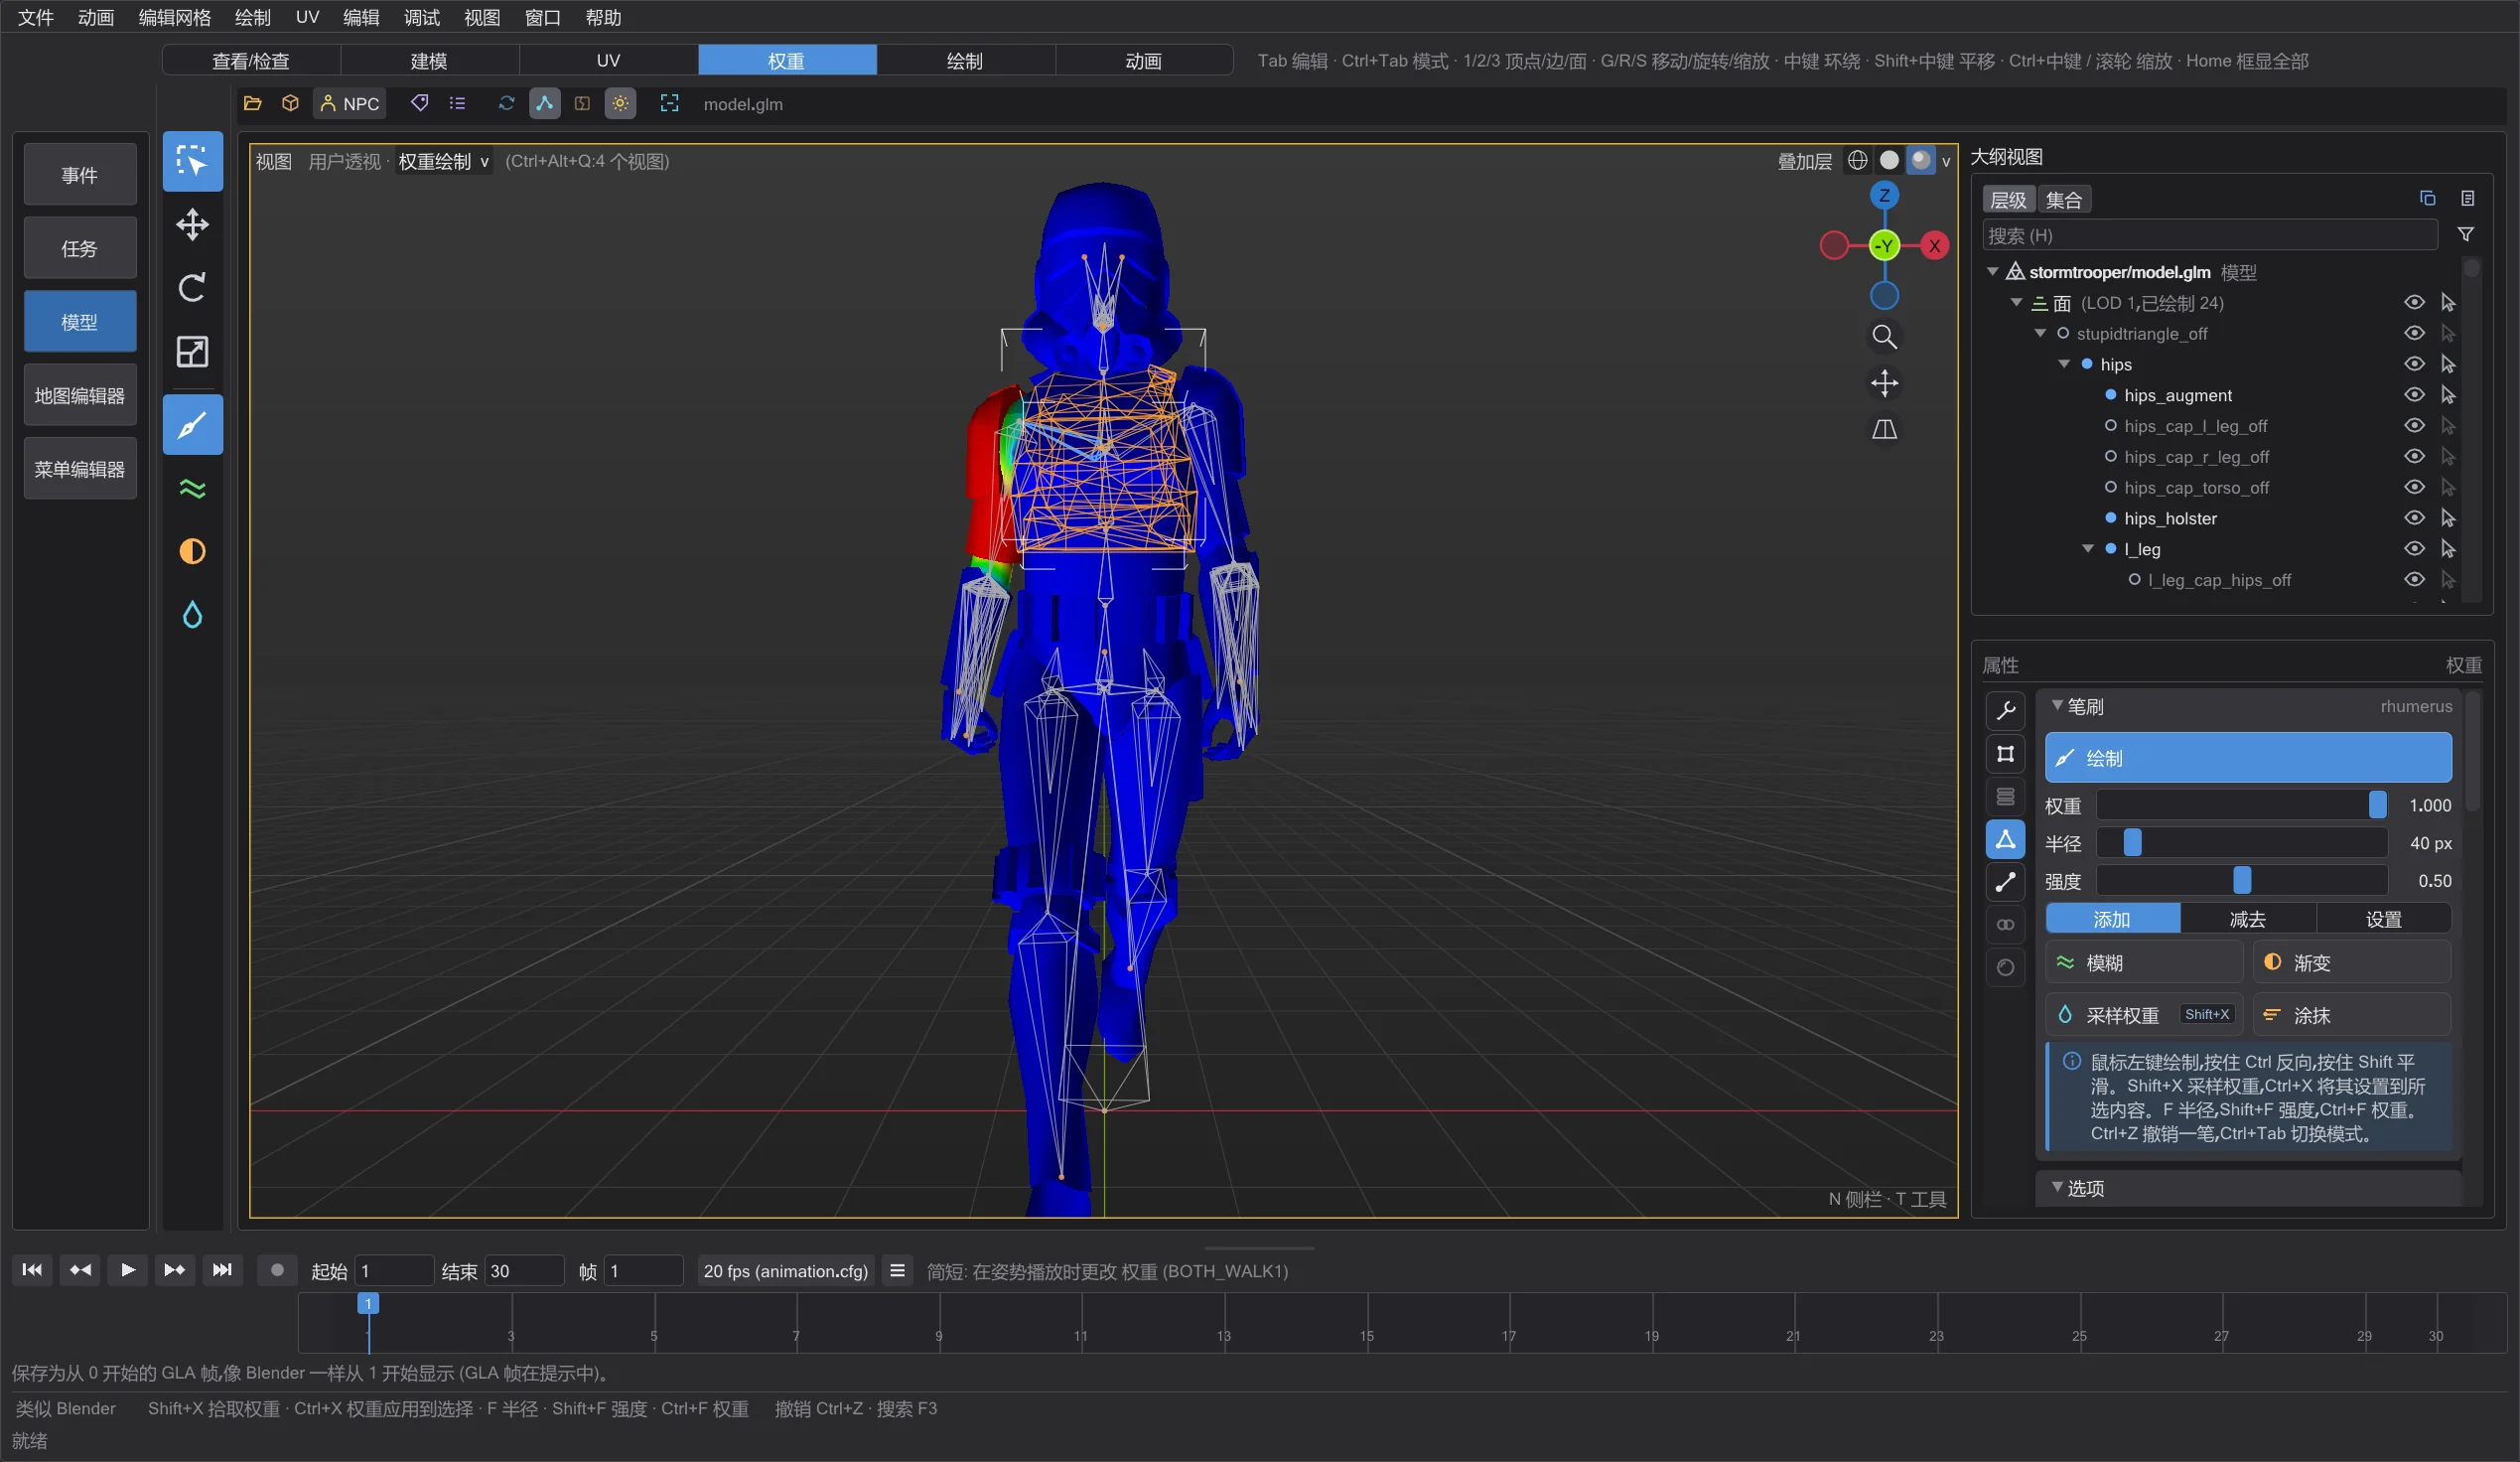 文件 动画 编辑网格 绘制 UV 编辑 调试 视图 窗口 帮助
查看/检查 建模 UV 权重 绘制 动画 Tab 编辑 · Ctrl+Tab 模式 · 1/2/3 顶点/边/面 · G/R/S 移动/旋转/缩放 · 中键 环绕 · Shift+中键 平移 · Ctrl+中键 / 滚轮 缩放 · Home 框显全部
NPC model.glm
事件
任务
模型
地图编辑器
菜单编辑器
视图 用户透视 · 权重绘制 v (Ctrl+Alt+Q:4 个视图)
叠加层 v
Z
-Y
X
N 侧栏 · T 工具
大纲视图
层级 集合
搜索 (H)
stormtrooper/model.glm 模型
面 (LOD 1,已绘制 24)
stupidtriangle_off
hips
hips_augment
hips_cap_l_leg_off
hips_cap_r_leg_off
hips_cap_torso_off
hips_holster
l_leg
l_leg_cap_hips_off
属性 权重
笔刷 rhumerus
绘制
权重 1.000
半径 40 px
强度 0.50
添加 减去 设置
模糊 渐变
采样权重 Shift+X 涂抹
鼠标左键绘制,按住 Ctrl 反向,按住 Shift 平
滑。Shift+X 采样权重,Ctrl+X 将其设置到所
选内容。F 半径,Shift+F 强度,Ctrl+F 权重。
Ctrl+Z 撤销一笔,Ctrl+Tab 切换模式。
选项
起始 1 结束 30 帧 1 20 fps (animation.cfg) 简短: 在姿势播放时更改 权重 (BOTH_WALK1)
1
1 3 5 7 9 11 13 15 17 19 21 23 25 27 29 30
保存为从 0 开始的 GLA 帧,像 Blender 一样从 1 开始显示 (GLA 帧在提示中)。
类似 Blender Shift+X 拾取权重 · Ctrl+X 权重应用到选择 · F 半径 · Shift+F 强度 · Ctrl+F 权重 撤销 Ctrl+Z · 搜索 F3
就绪